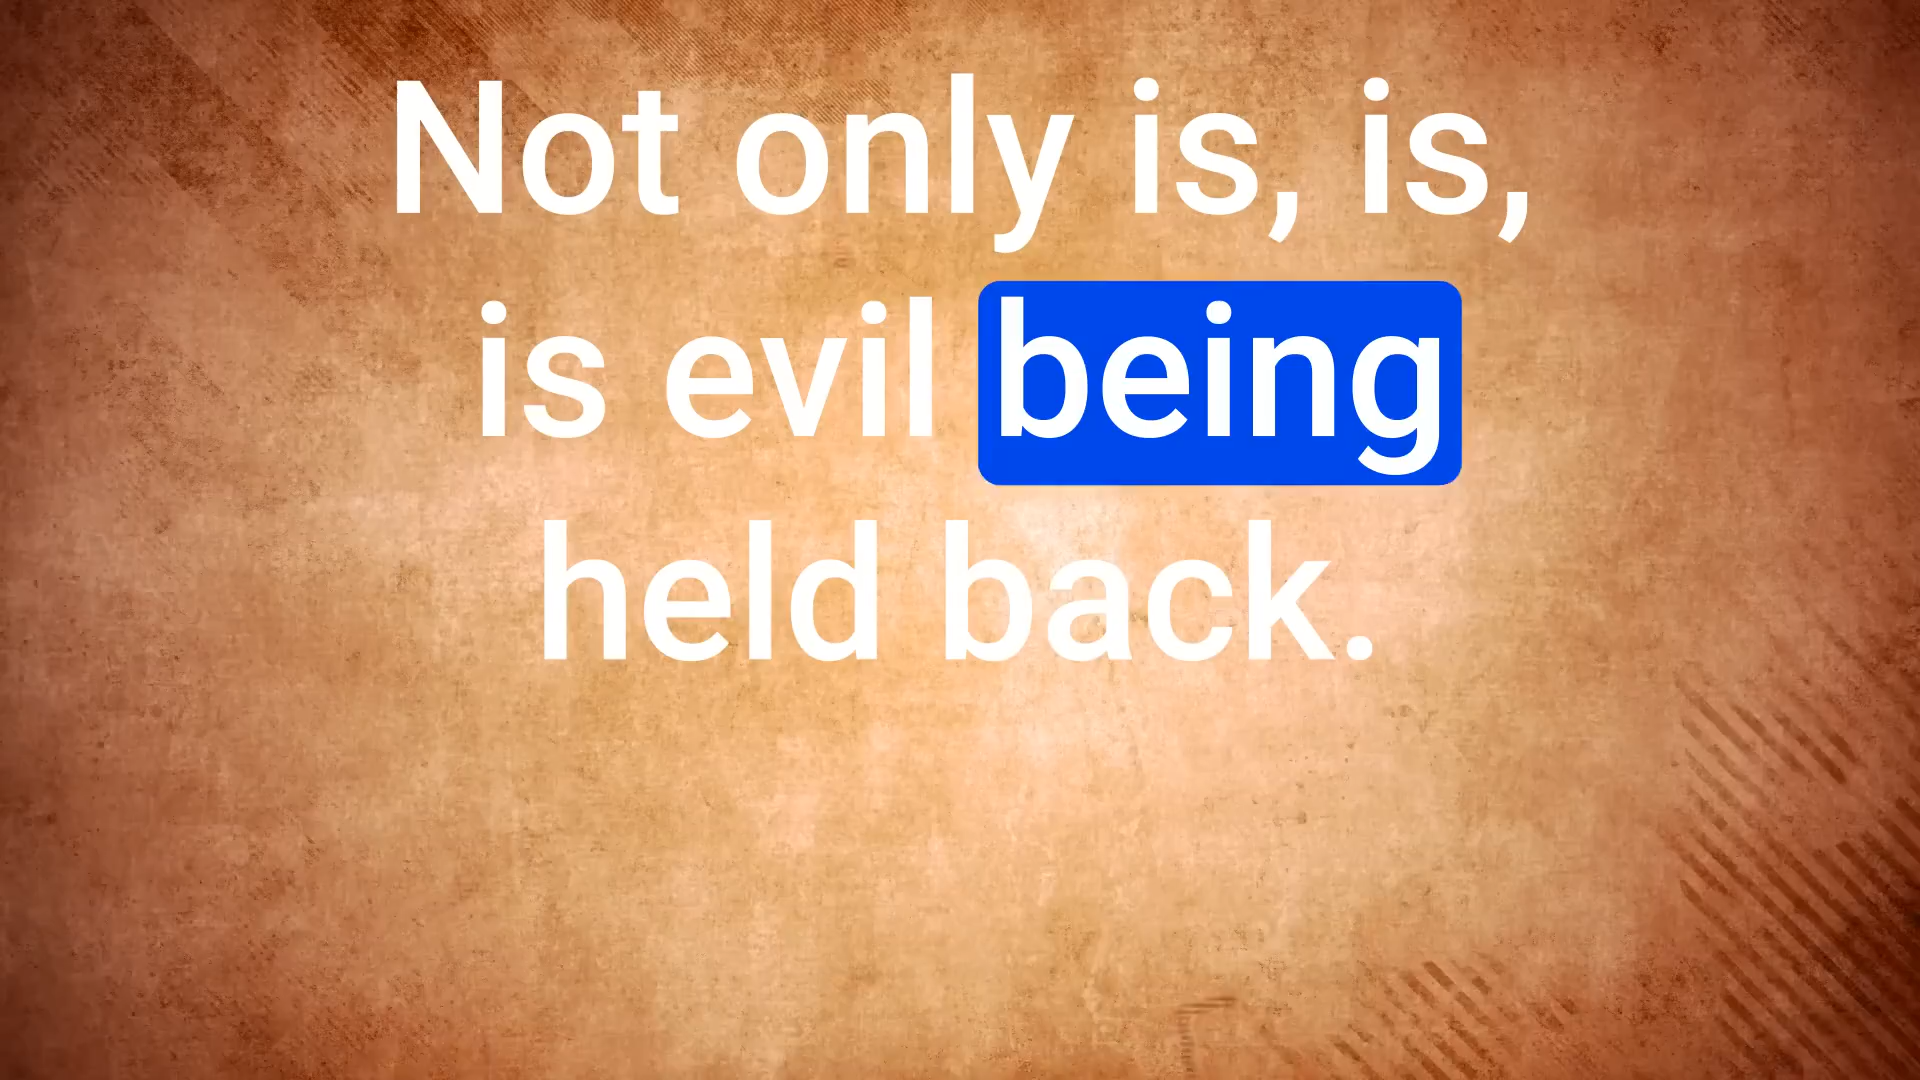 Not only is, is,
is evil being
held back.